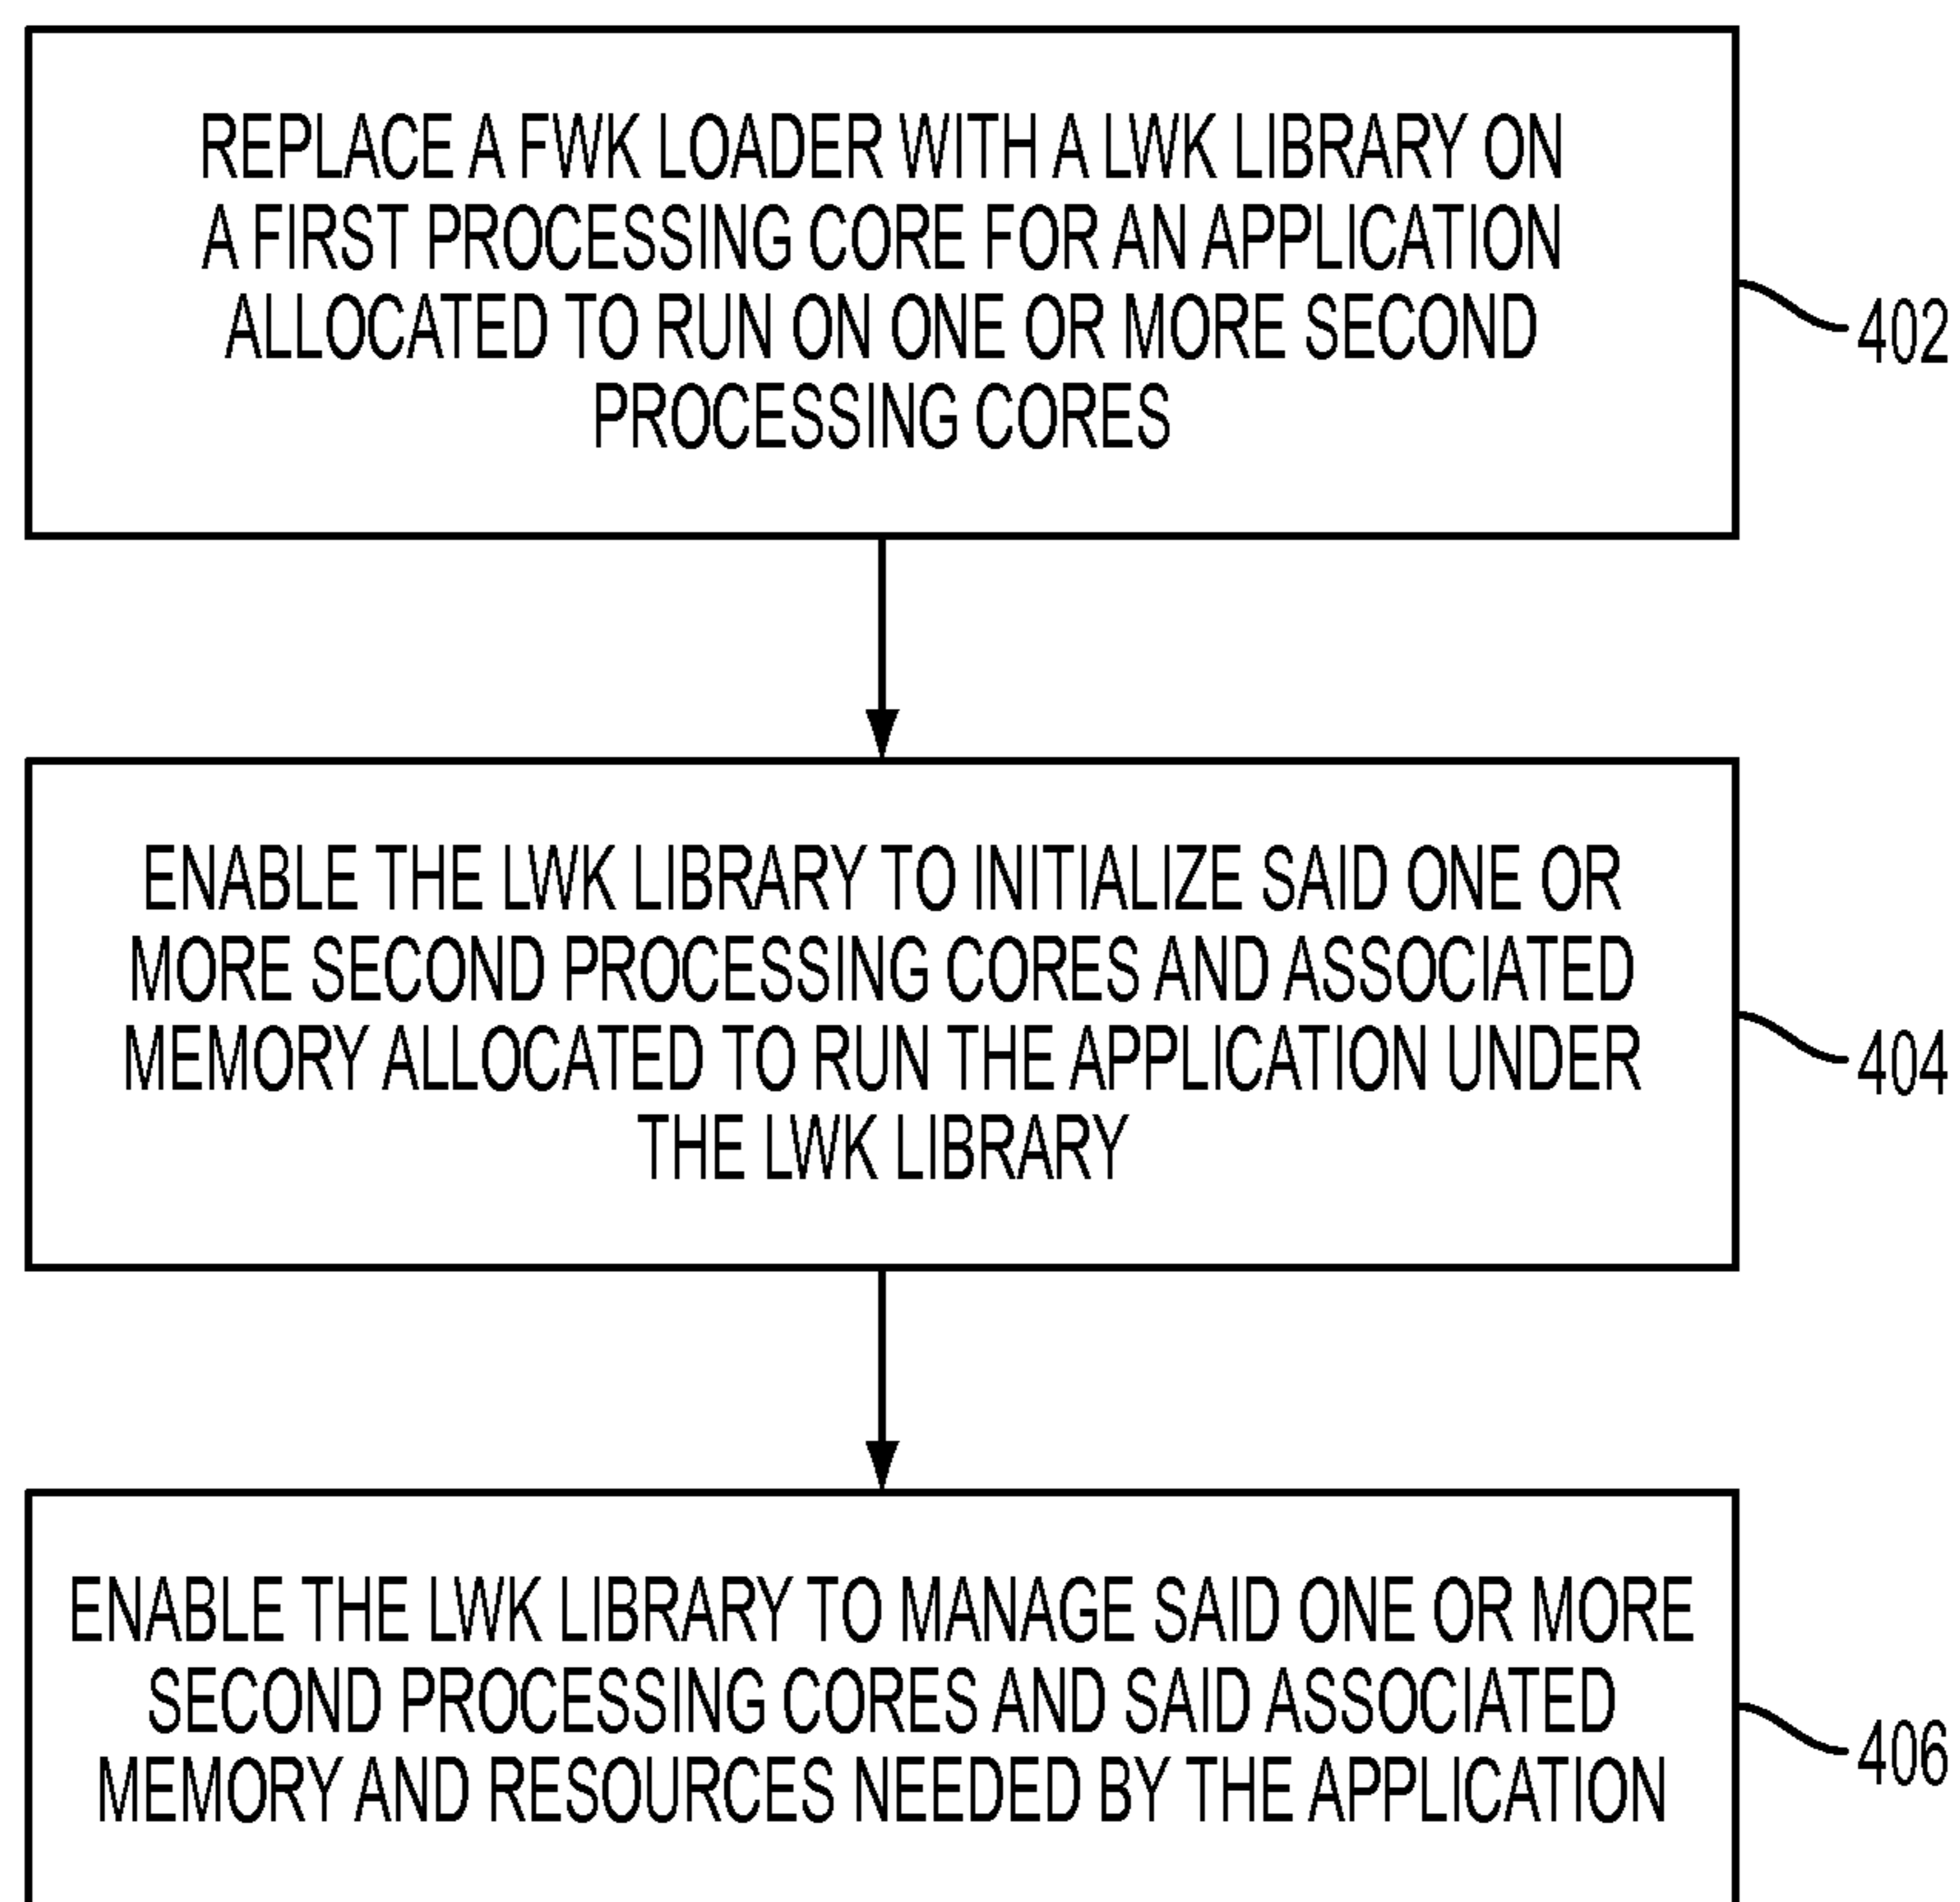 REPLACE A FWK LOADER WITH A LWK LIBRARY ON
A FIRST PROCESSING CORE FOR AN APPLICATION
ALLOCATED TO RUN ON ONE OR MORE SECOND
PROCESSING CORES
402
ENABLE THE LWK LIBRARY TO INITIALIZE SAID ONE OR
MORE SECOND PROCESSING CORES AND ASSOCIATED
MEMORY ALLOCATED TO RUN THE APPLICATION UNDER
THE LWK LIBRARY
404
ENABLE THE LWK LIBRARY TO MANAGE SAID ONE OR MORE
SECOND PROCESSING CORES AND SAID ASSOCIATED
MEMORY AND RESOURCES NEEDED BY THE APPLICATION
406